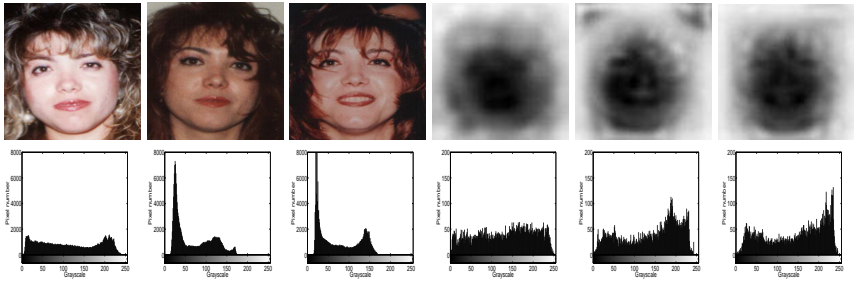 8000 8000 8000 200 200 200
6000 6000 6000 150 150 150
4000 4000 4000 100 100 100
2000 2000 2000 50 50 50
0 0 0 0 0 0
Pixel number Pixel number Pixel number Pixel number Pixel number Pixel number
0 50 100 150 200 250 0 50 100 150 200 250 0 50 100 150 200 250 0 50 100 150 200 250 0 50 100 150 200 250 0 50 100 150 200 250
Grayscale Grayscale Grayscale Grayscale Grayscale Grayscale